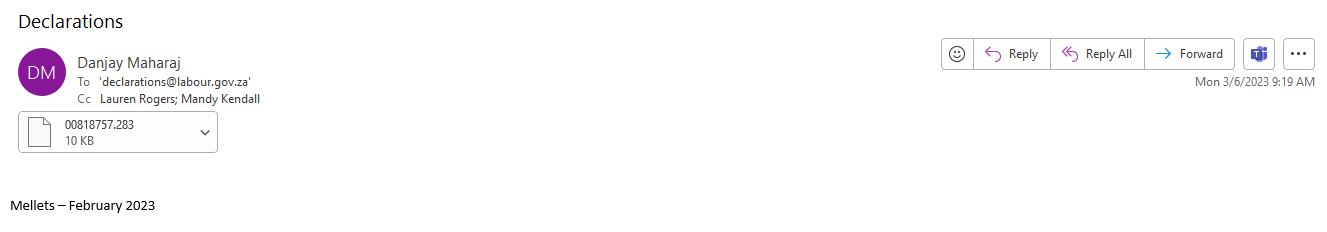 Declarations
DM
Danjay Maharaj
To 'declarations@labour.gov.za'
Cc Lauren Rogers; Mandy Kendall
Reply
Reply All
Forward
Mon 3/6/2023 9:19 AM
00818757.283
10 KB
Mellets – February 2023